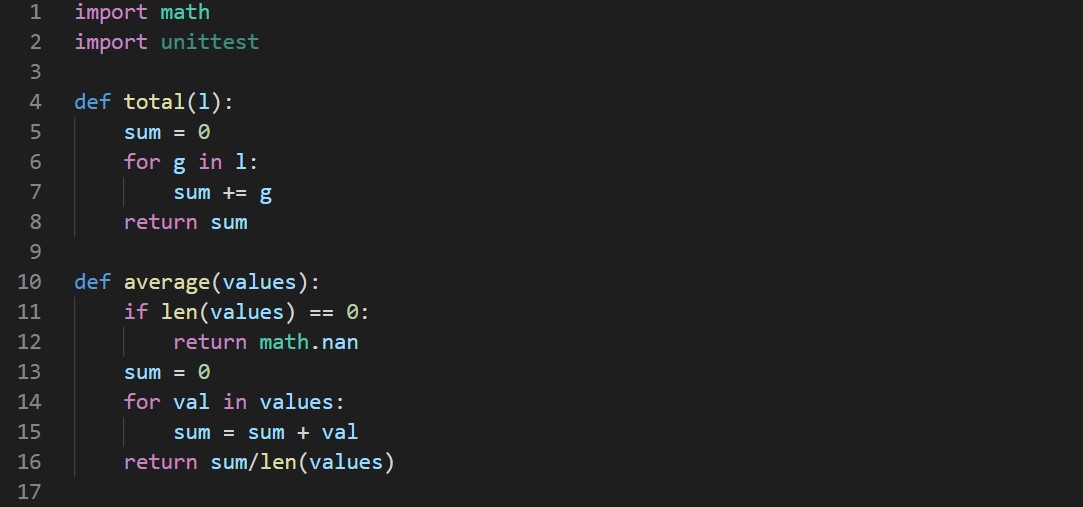 1 import math
2 import unittest
3
4 def total(l):
5     sum = 0
6     for g in l:
7         sum += g
8     return sum
9
10 def average(values):
11     if len(values) == 0:
12         return math.nan
13     sum = 0
14     for val in values:
15         sum = sum + val
16     return sum/len(values)
17